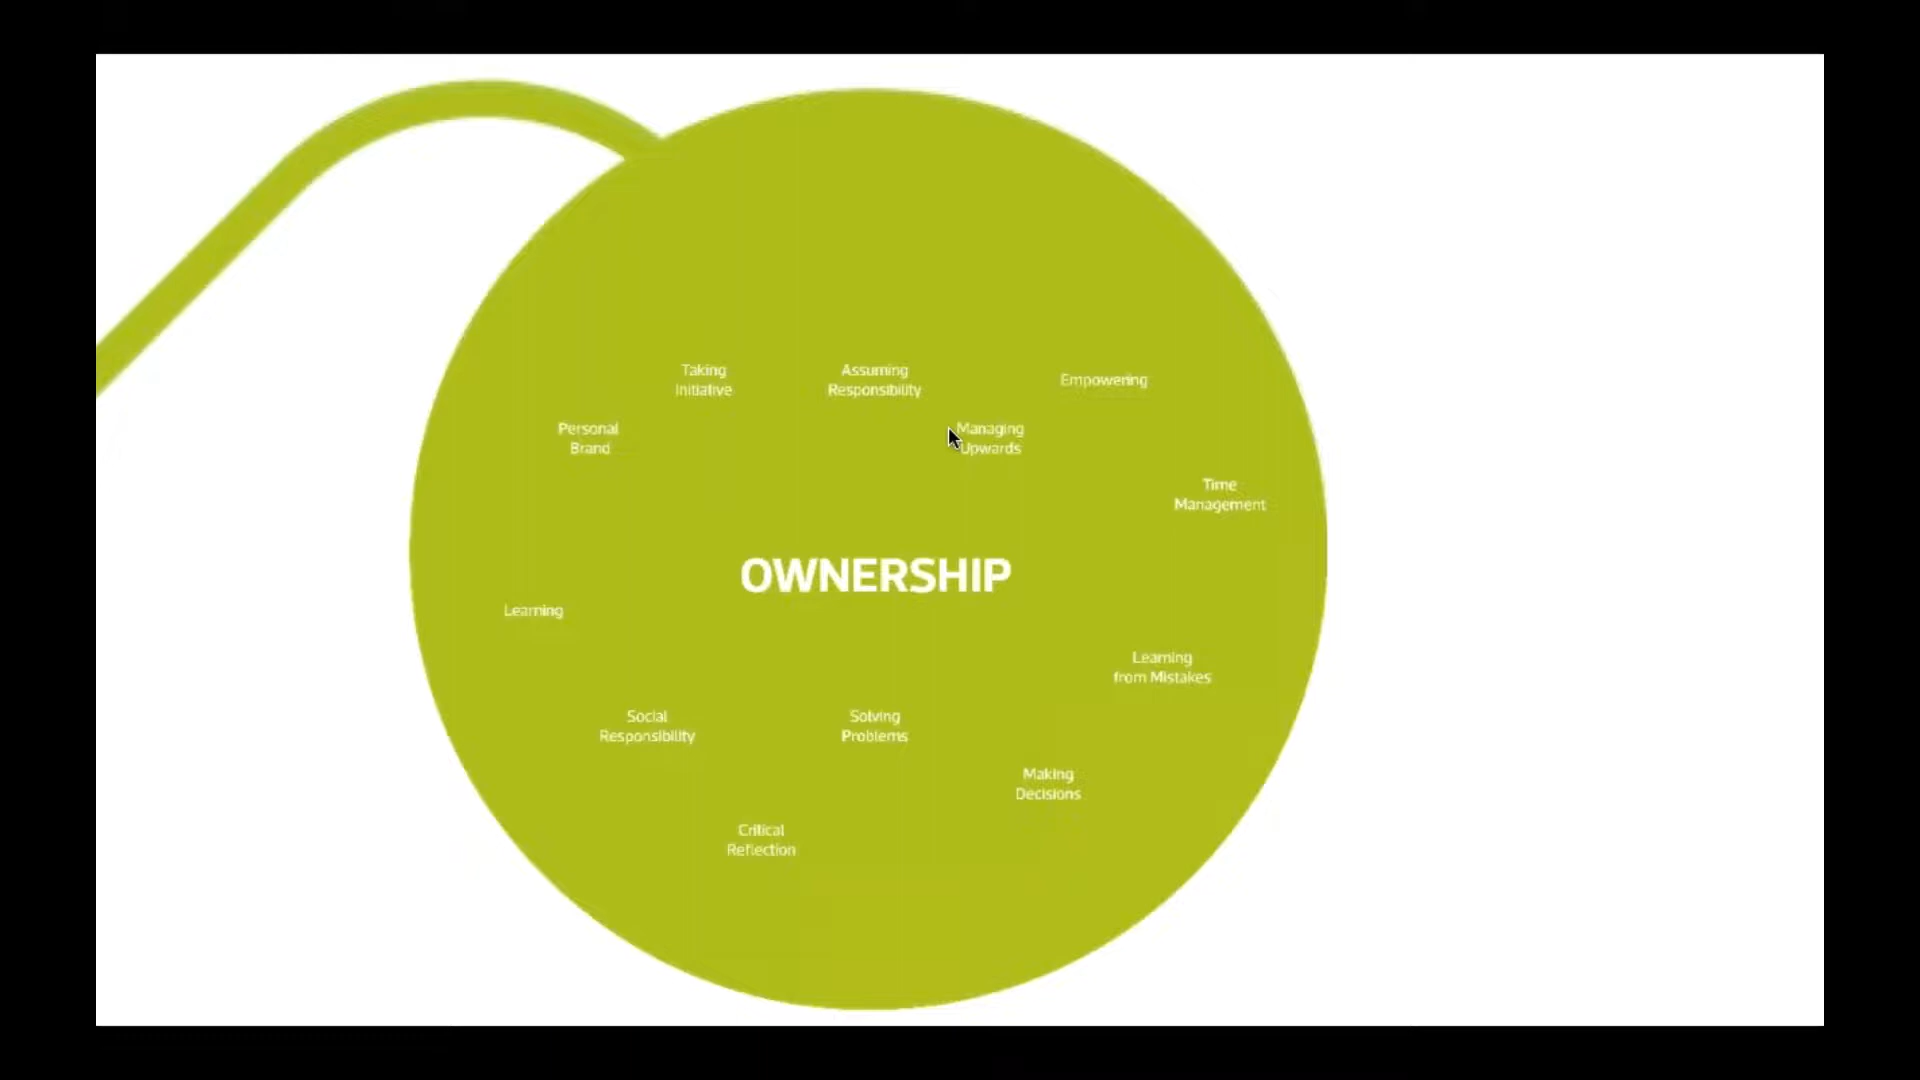 Taking
Initiative
Assuming
Responsibility
Empowering
Personal
Brand
Managing
Upwards
Time
Management
OWNERSHIP
Learning
Learning
from Mistakes
Social
Responsibility
Solving
Problems
Making
Decisions
Critical
Reflection